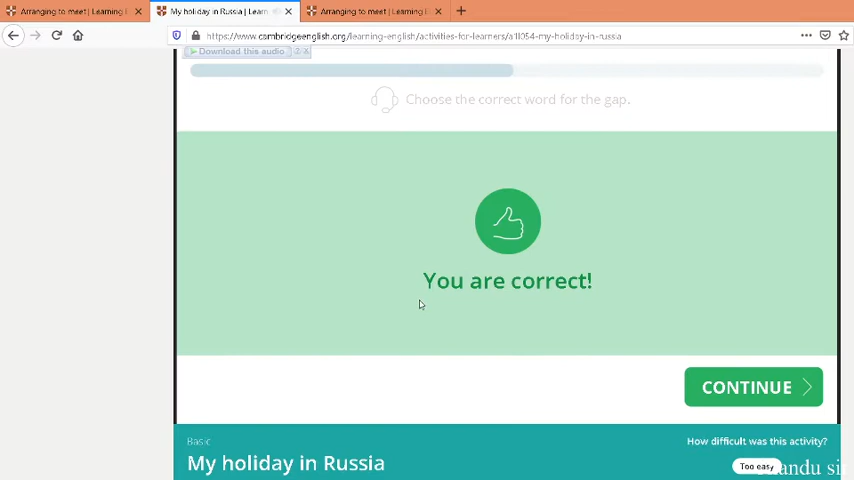 Arranging to meet | Learning E
My holiday in Russia | Learn
Arranging to meet | Learning E
https://www.cambridgeenglish.org/learning-english/activities-for-learners/a1l054-my-holiday-in-russia
Download this audio
Choose the correct word for the gap.
You are correct!
CONTINUE
Basic
How difficult was this activity?
My holiday in Russia
Too easy